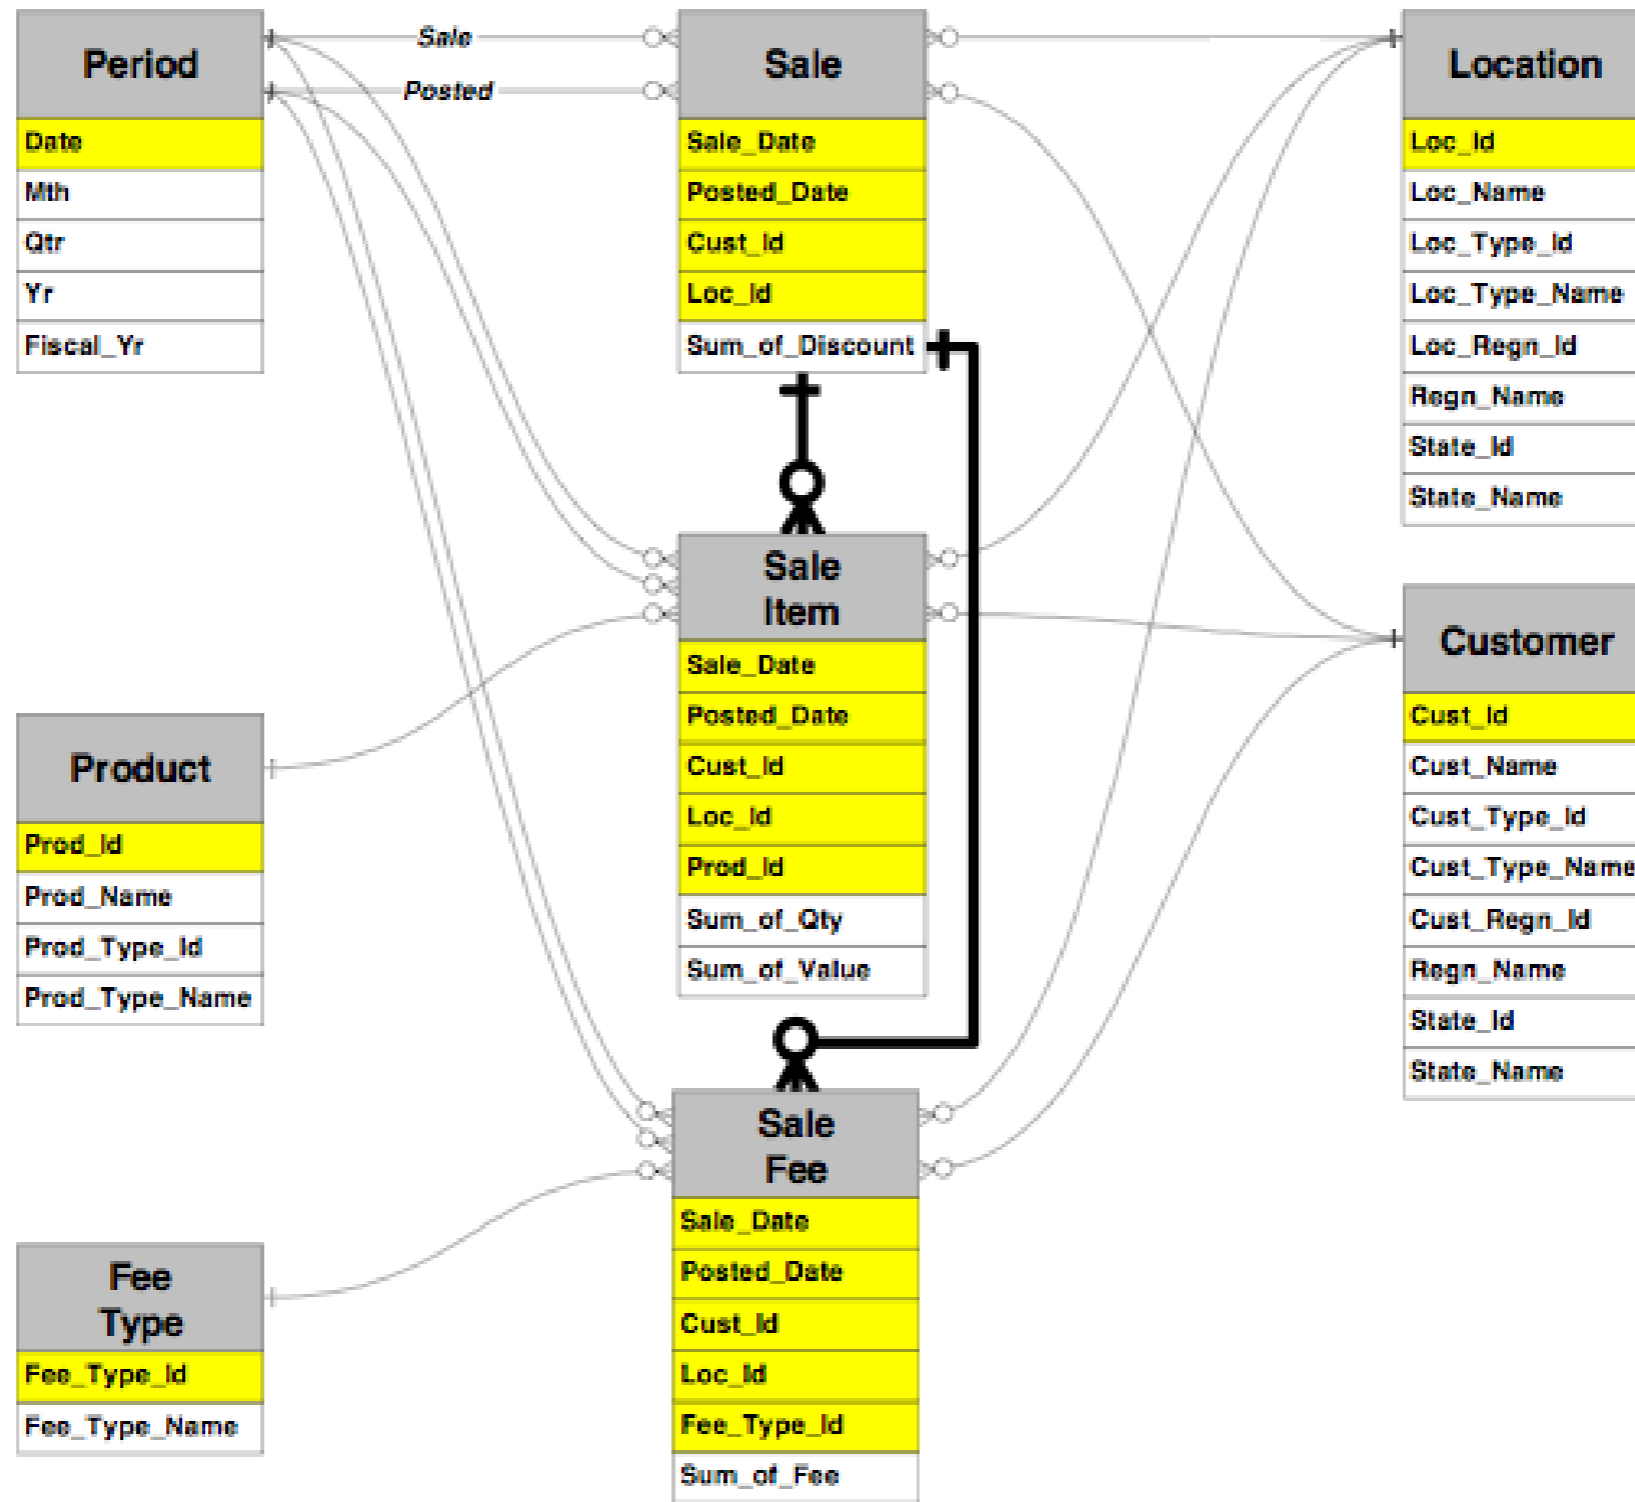 Period
Date
Mth
Qtr
Yr
Fiscal_Yr
Sale
Posted
Sale
Sale_Date
Posted_Date
Cust_Id
Loc_Id
Sum_of_Discount
Location
Loc_Id
Loc_Name
Loc_Type_Id
Loc_Type_Name
Loc_Regn_Id
Regn_Name
State_Id
State_Name
Sale
Item
Sale_Date
Posted_Date
Cust_Id
Loc_Id
Prod_Id
Sum_of_Qty
Sum_of_Value
Customer
Cust_Id
Cust_Name
Cust_Type_Id
Cust_Type_Name
Cust_Regn_Id
Regn_Name
State_Id
State_Name
Product
Prod_Id
Prod_Name
Prod_Type_Id
Prod_Type_Name
Sale
Fee
Sale_Date
Posted_Date
Cust_Id
Loc_Id
Fee_Type_Id
Sum_of_Fee
Fee
Type
Fee_Type_Id
Fee_Type_Name